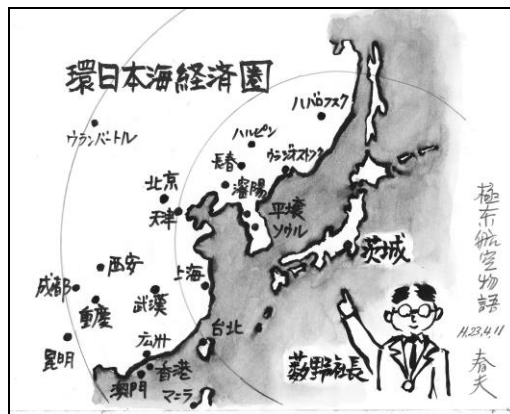 環日本海経済圏
ハバロフスク
ウランバートル
ハルピン
長春
ウラジオストック
瀋陽
北京
天津
平壌
ソウル
茨城
西安
上海
成都
重慶
武漢
昆明
広州
台北
香港
澳門
マニラ
薮野社長
極东航空物語
H.23.4.11
春夫